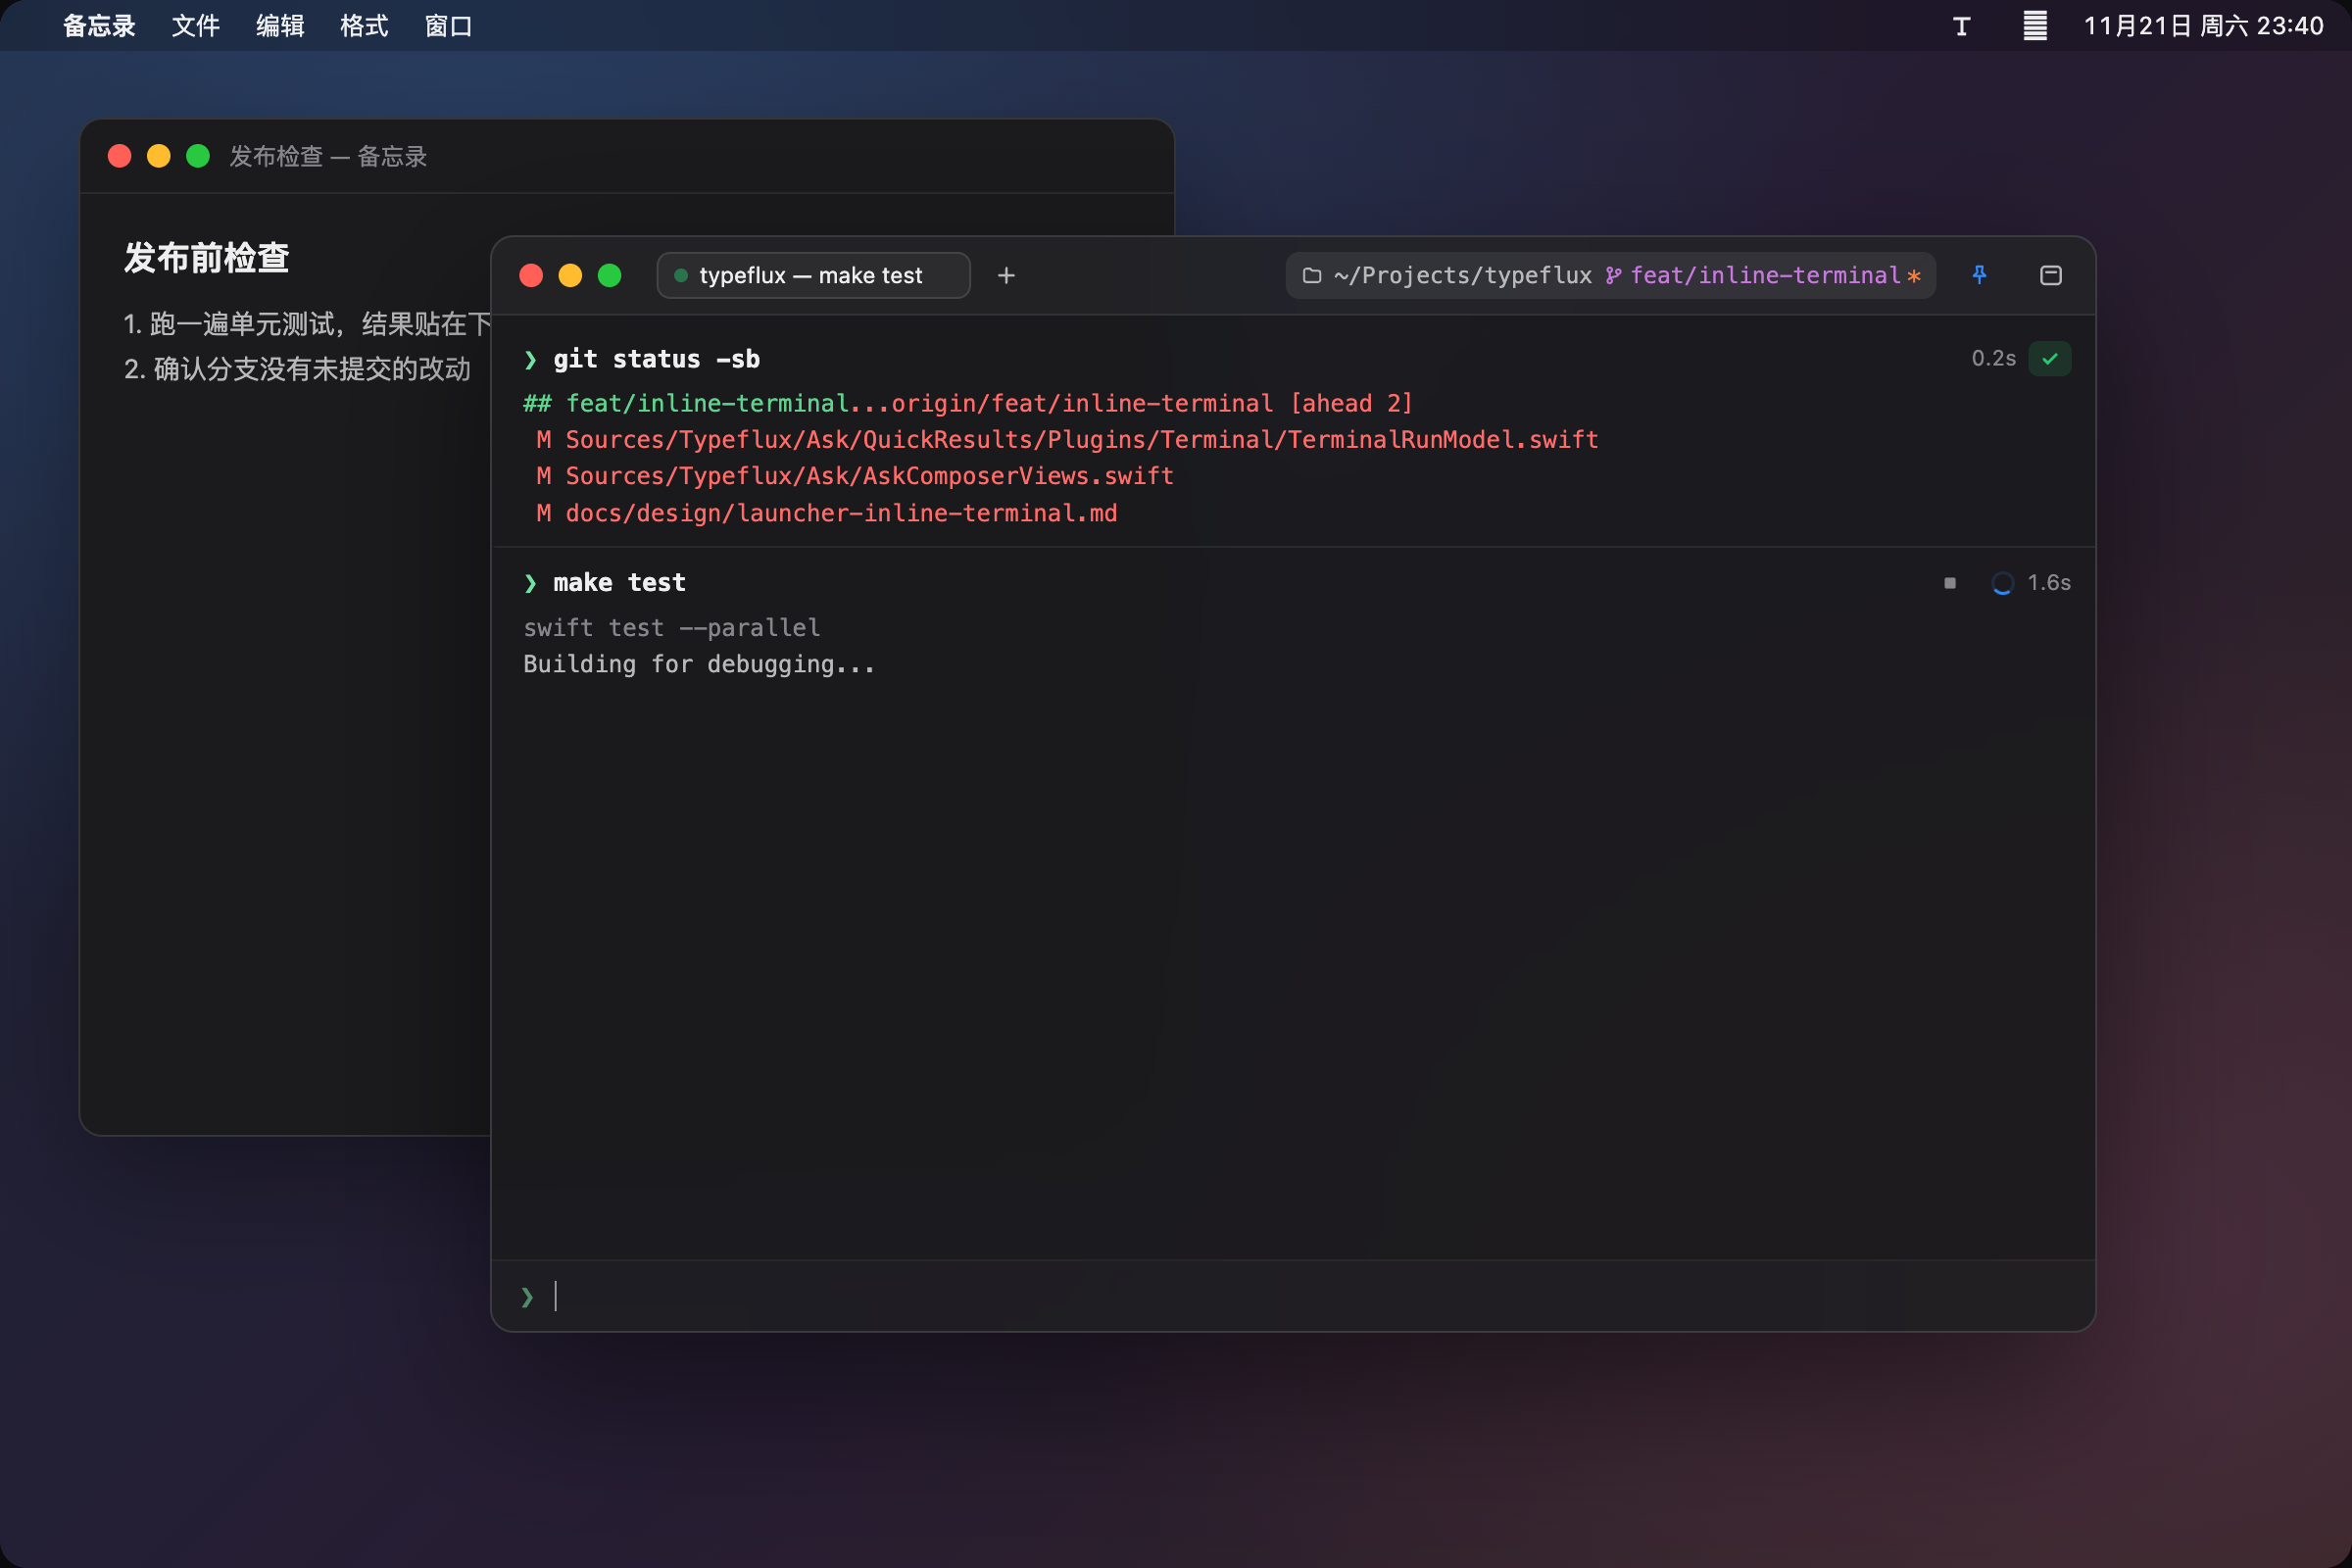 备忘录 文件 编辑 格式 窗口 11月21日 周六 23:40
发布检查 — 备忘录
发布前检查
1. 跑一遍单元测试，结果贴在下
2. 确认分支没有未提交的改动
typeflux — make test + ~/Projects/typeflux feat/inline-terminal*
❯ git status -sb 0.2s
## feat/inline-terminal...origin/feat/inline-terminal [ahead 2]
M Sources/Typeflux/Ask/QuickResults/Plugins/Terminal/TerminalRunModel.swift
M Sources/Typeflux/Ask/AskComposerViews.swift
M docs/design/launcher-inline-terminal.md
❯ make test 1.6s
swift test --parallel
Building for debugging...
❯